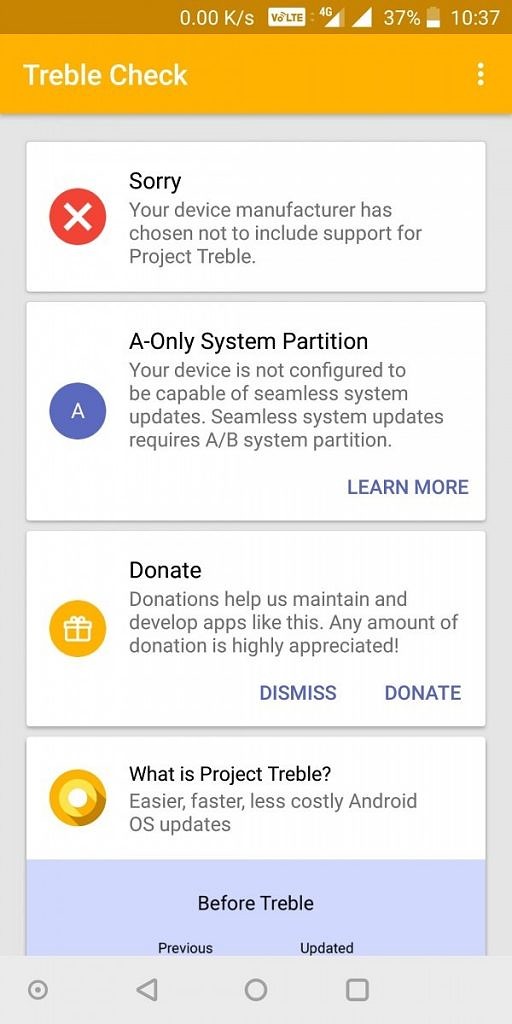 0.00 K/s VoLTE 4G 37% 10:37
Treble Check
Sorry
Your device manufacturer has
chosen not to include support for
Project Treble.
A-Only System Partition
Your device is not configured to
be capable of seamless system
updates. Seamless system updates
requires A/B system partition.
A
LEARN MORE
Donate
Donations help us maintain and
develop apps like this. Any amount of
donation is highly appreciated!
DISMISS DONATE
What is Project Treble?
Easier, faster, less costly Android
OS updates
Before Treble
Previous Updated